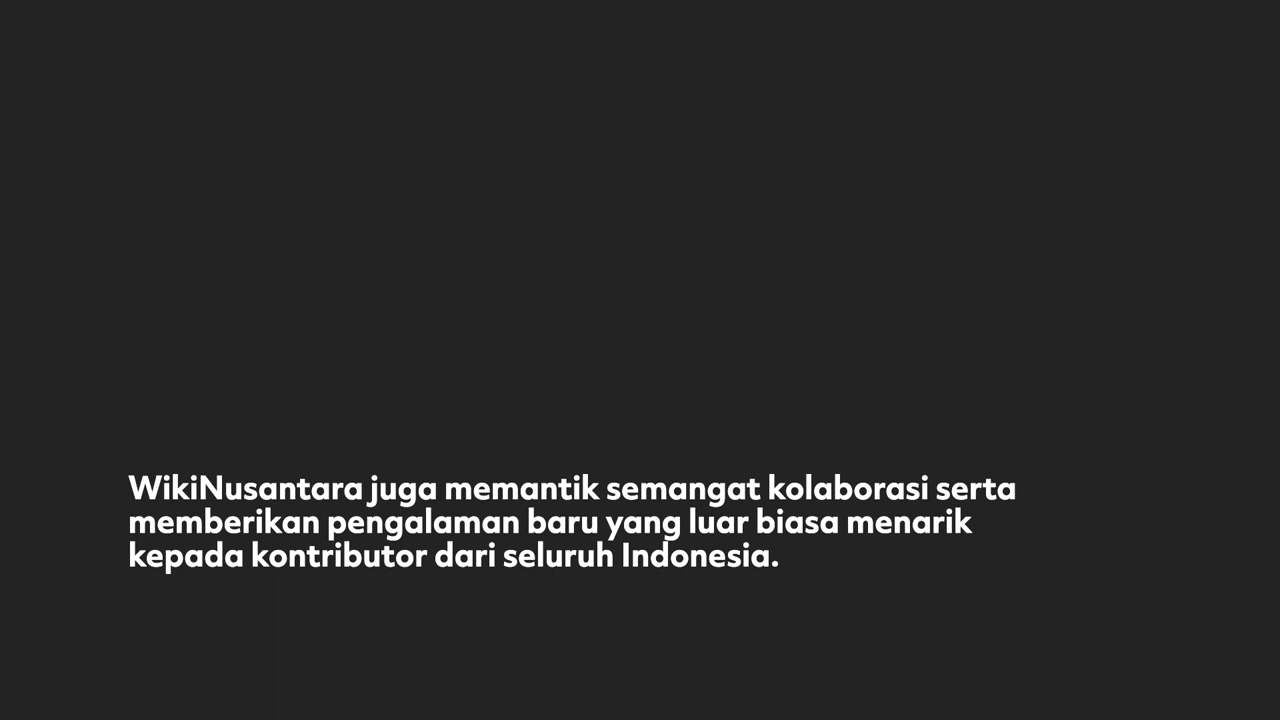 WikiNusantara juga memantik semangat kolaborasi serta
memberikan pengalaman baru yang luar biasa menarik
kepada kontributor dari seluruh Indonesia.